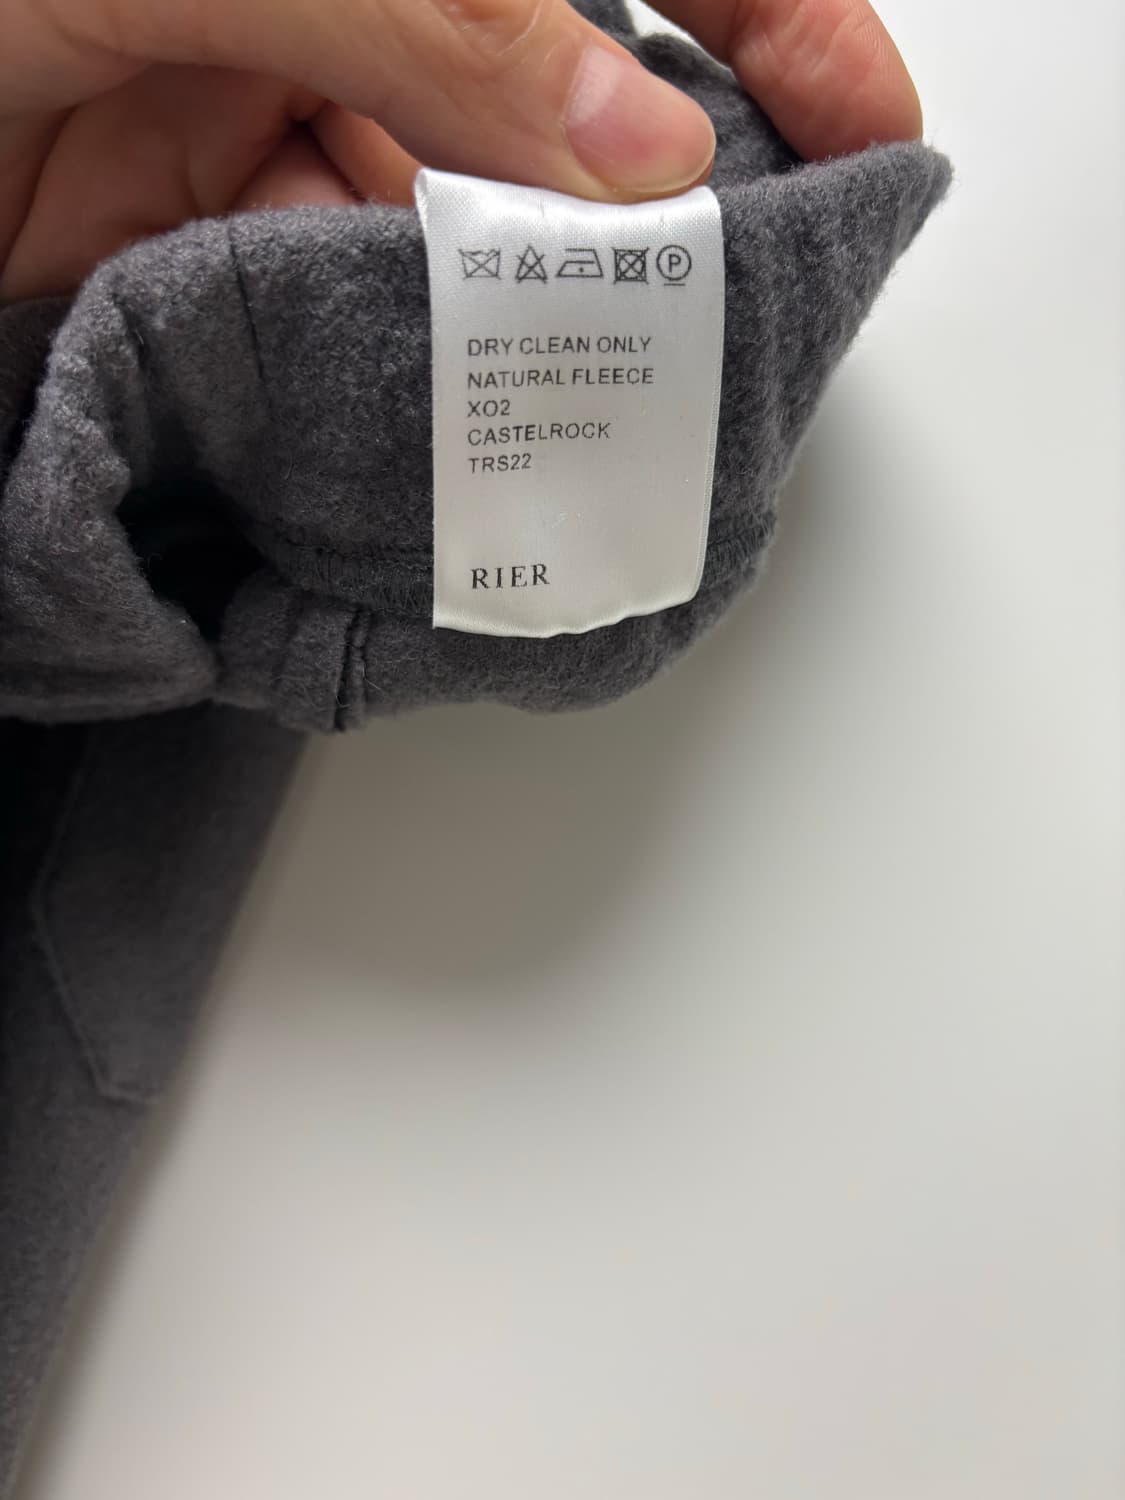 P
DRY CLEAN ONLY
NATURAL FLEECE
XO2
CASTELROCK
TRS22
RIER